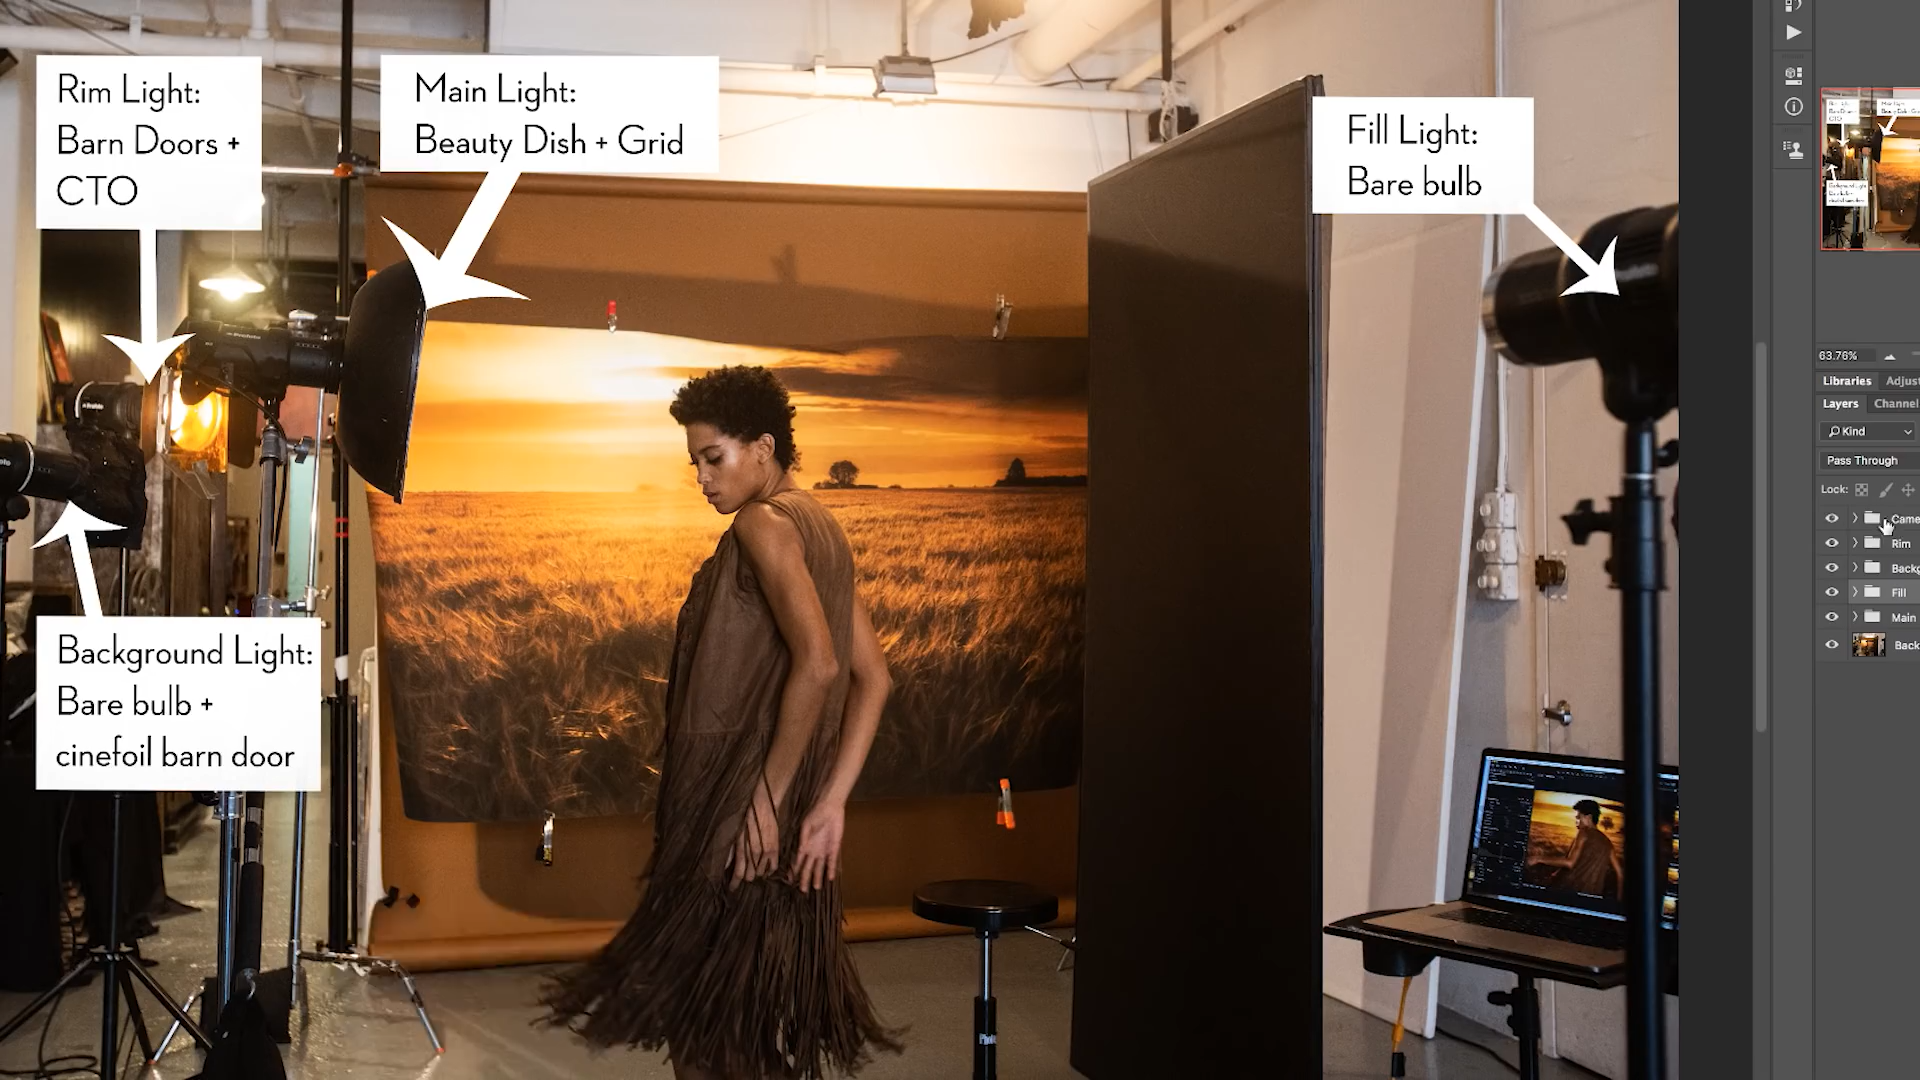 Rim Light:
Barn Doors +
CTO
Main Light:
Beauty Dish + Grid
Fill Light:
Bare bulb
Background Light:
Bare bulb +
cinefoil barn door
63.76%
Libraries
Layers
Kind
Pass Through
Lock:
Rim
Fill
Main